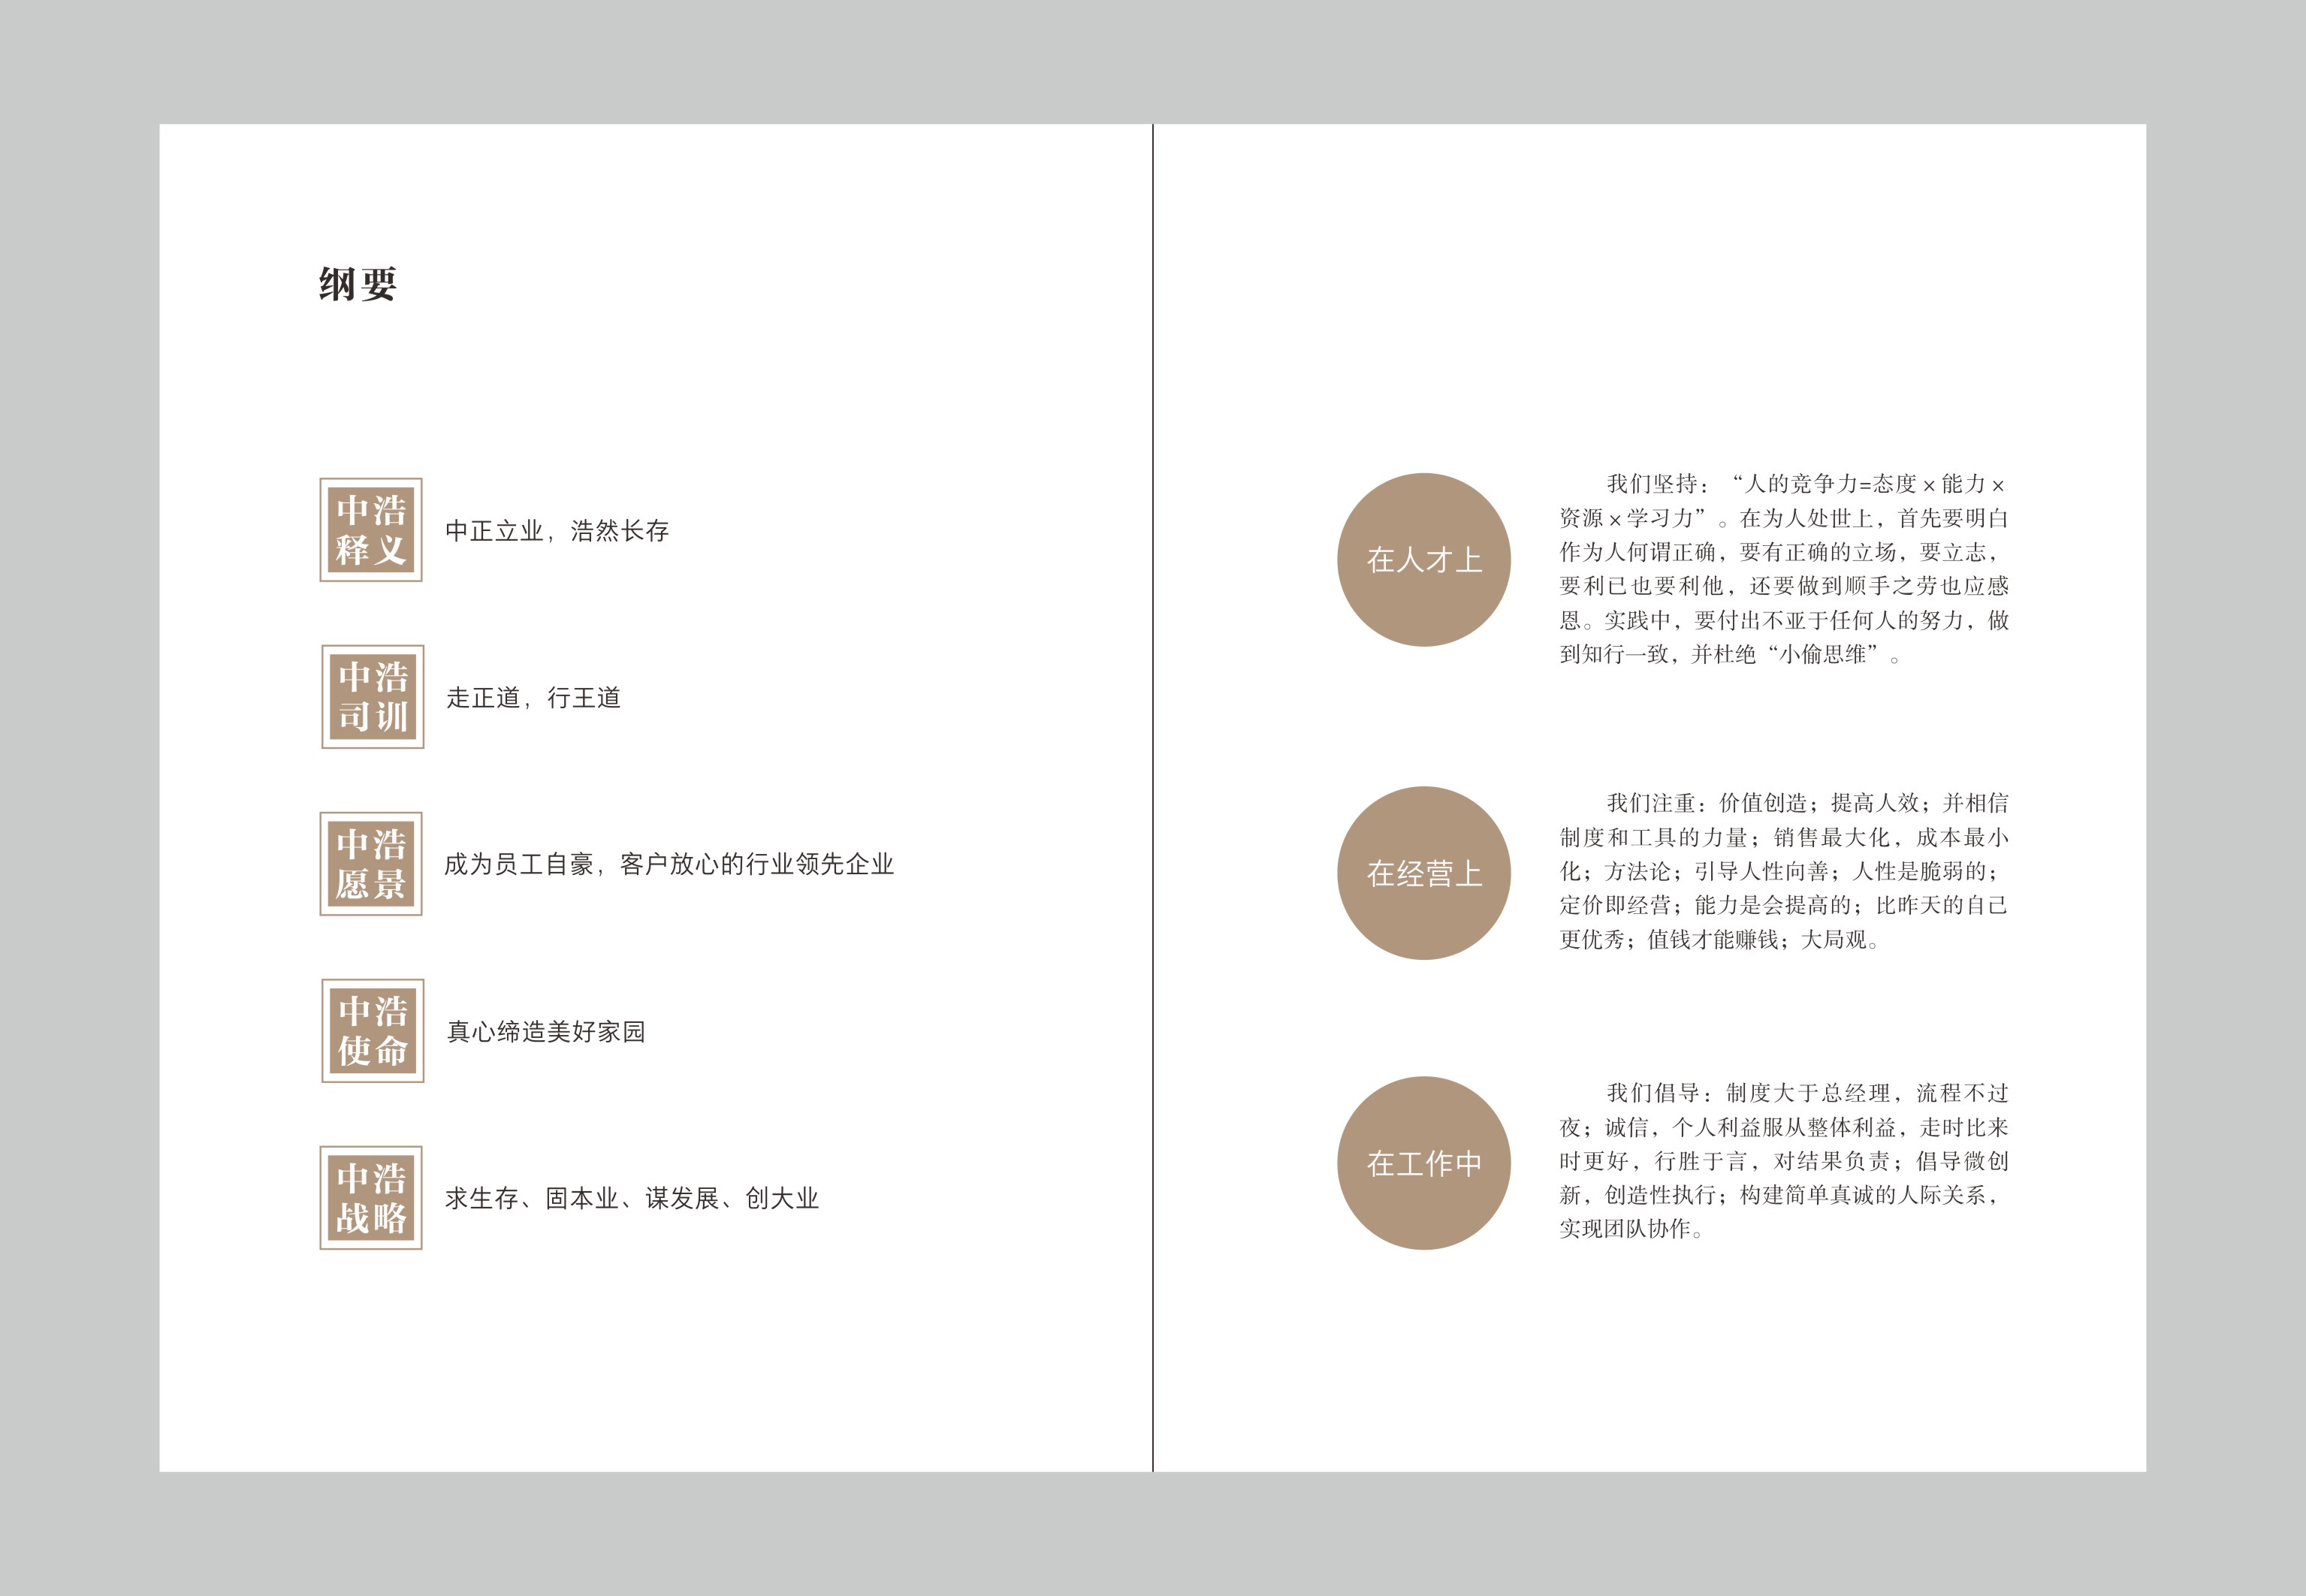 纲要
中浩
释义
中正立业，浩然长存
中浩
司训
走正道，行王道
中浩
愿景
成为员工自豪，客户放心的行业领先企业
中浩
使命
真心缔造美好家园
中浩
战略
求生存、固本业、谋发展、创大业
在人才上
我们坚持：“人的竞争力=态度×能力×
资源×学习力”。在为人处世上，首先要明白
作为人何谓正确，要有正确的立场，要立志，
要利已也要利他，还要做到顺手之劳也应感
恩。实践中，要付出不亚于任何人的努力，做
到知行一致，并杜绝“小偷思维”。
在经营上
我们注重：价值创造；提高人效；并相信
制度和工具的力量；销售最大化，成本最小
化；方法论；引导人性向善；人性是脆弱的；
定价即经营；能力是会提高的；比昨天的自己
更优秀；值钱才能赚钱；大局观。
在工作中
我们倡导：制度大于总经理，流程不过
夜；诚信，个人利益服从整体利益，走时比来
时更好，行胜于言，对结果负责；倡导微创
新，创造性执行；构建简单真诚的人际关系，
实现团队协作。